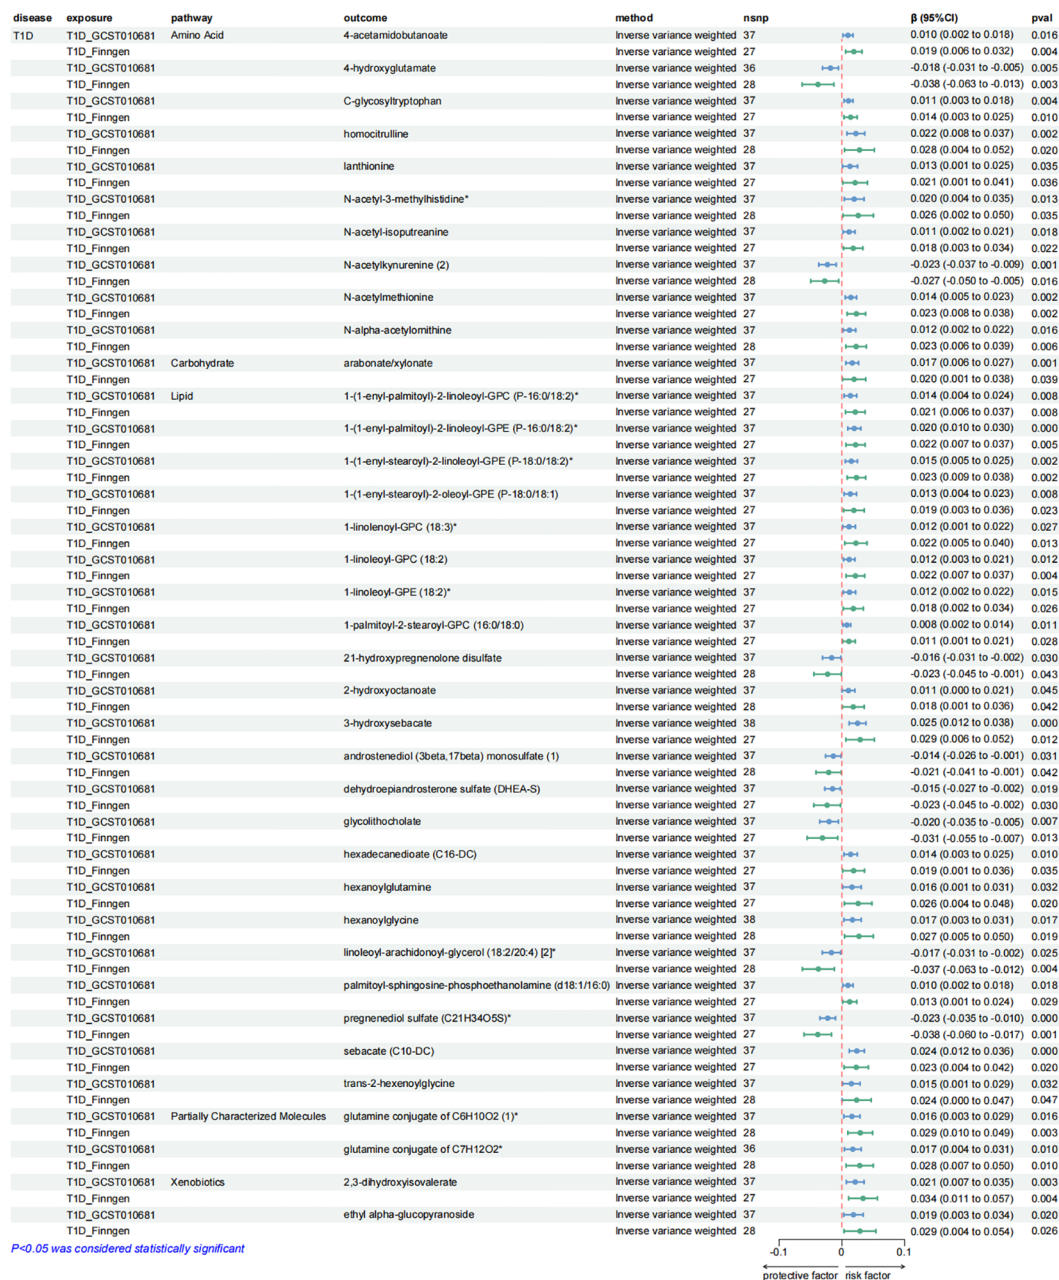 disease exposure pathway outcome method nsnp β (95%CI) pval
T1D T1D_GCST010681 Amino Acid 4-acetamidobutanoate Inverse variance weighted 37 0.010 (0.002 to 0.018) 0.016
T1D_Finngen Inverse variance weighted 27 0.019 (0.006 to 0.032) 0.004
T1D_GCST010681 4-hydroxyglutamate Inverse variance weighted 36 -0.018 (-0.031 to -0.005) 0.005
T1D_Finngen Inverse variance weighted 28 -0.038 (-0.063 to -0.013) 0.003
T1D_GCST010681 C-glycosyltryptophan Inverse variance weighted 37 0.011 (0.003 to 0.018) 0.004
T1D_Finngen Inverse variance weighted 27 0.014 (0.003 to 0.025) 0.010
T1D_GCST010681 homocitrulline Inverse variance weighted 37 0.022 (0.008 to 0.037) 0.002
T1D_Finngen Inverse variance weighted 28 0.028 (0.004 to 0.052) 0.020
T1D_GCST010681 lanthionine Inverse variance weighted 37 0.013 (0.001 to 0.025) 0.035
T1D_Finngen Inverse variance weighted 27 0.021 (0.001 to 0.041) 0.036
T1D_GCST010681 N-acetyl-3-methylhistidine* Inverse variance weighted 37 0.020 (0.004 to 0.035) 0.013
T1D_Finngen Inverse variance weighted 28 0.026 (0.002 to 0.050) 0.035
T1D_GCST010681 N-acetyl-isoputreanine Inverse variance weighted 37 0.011 (0.002 to 0.021) 0.018
T1D_Finngen Inverse variance weighted 27 0.018 (0.003 to 0.034) 0.022
T1D_GCST010681 N-acetylkynurenine (2) Inverse variance weighted 37 -0.023 (-0.037 to -0.009) 0.001
T1D_Finngen Inverse variance weighted 28 -0.027 (-0.050 to -0.005) 0.016
T1D_GCST010681 N-acetylmethionine Inverse variance weighted 37 0.014 (0.005 to 0.023) 0.002
T1D_Finngen Inverse variance weighted 27 0.023 (0.008 to 0.038) 0.002
T1D_GCST010681 N-alpha-acetylornithine Inverse variance weighted 37 0.012 (0.002 to 0.022) 0.016
T1D_Finngen Inverse variance weighted 28 0.023 (0.006 to 0.039) 0.006
T1D_GCST010681 Carbohydrate arabonate/xylonate Inverse variance weighted 37 0.017 (0.006 to 0.027) 0.001
T1D_Finngen Inverse variance weighted 27 0.020 (0.001 to 0.038) 0.039
T1D_GCST010681 Lipid 1-(1-enyl-palmitoyl)-2-linoleoyl-GPC (P-16:0/18:2)* Inverse variance weighted 37 0.014 (0.004 to 0.024) 0.008
T1D_Finngen Inverse variance weighted 27 0.021 (0.006 to 0.037) 0.008
T1D_GCST010681 1-(1-enyl-palmitoyl)-2-linoleoyl-GPE (P-16:0/18:2)* Inverse variance weighted 37 0.020 (0.010 to 0.030) 0.000
T1D_Finngen Inverse variance weighted 27 0.022 (0.007 to 0.037) 0.005
T1D_GCST010681 1-(1-enyl-stearoyl)-2-linoleoyl-GPE (P-18:0/18:2)* Inverse variance weighted 37 0.015 (0.005 to 0.025) 0.002
T1D_Finngen Inverse variance weighted 27 0.023 (0.009 to 0.038) 0.002
T1D_GCST010681 1-(1-enyl-stearoyl)-2-oleoyl-GPE (P-18:0/18:1) Inverse variance weighted 37 0.013 (0.004 to 0.023) 0.008
T1D_Finngen Inverse variance weighted 27 0.019 (0.003 to 0.036) 0.023
T1D_GCST010681 1-linolenoyl-GPC (18:3)* Inverse variance weighted 37 0.012 (0.001 to 0.022) 0.027
T1D_Finngen Inverse variance weighted 27 0.022 (0.005 to 0.040) 0.013
T1D_GCST010681 1-linoleoyl-GPC (18:2) Inverse variance weighted 37 0.012 (0.003 to 0.021) 0.012
T1D_Finngen Inverse variance weighted 27 0.022 (0.007 to 0.037) 0.004
T1D_GCST010681 1-linoleoyl-GPE (18:2)* Inverse variance weighted 37 0.012 (0.002 to 0.022) 0.015
T1D_Finngen Inverse variance weighted 27 0.018 (0.002 to 0.034) 0.026
T1D_GCST010681 1-palmitoyl-2-stearoyl-GPC (16:0/18:0) Inverse variance weighted 37 0.008 (0.002 to 0.014) 0.011
T1D_Finngen Inverse variance weighted 27 0.011 (0.001 to 0.021) 0.028
T1D_GCST010681 21-hydroxypregnenolone disulfate Inverse variance weighted 37 -0.016 (-0.031 to -0.002) 0.030
T1D_Finngen Inverse variance weighted 28 -0.023 (-0.045 to -0.001) 0.043
T1D_GCST010681 2-hydroxyoctanoate Inverse variance weighted 37 0.011 (0.000 to 0.021) 0.045
T1D_Finngen Inverse variance weighted 28 0.018 (0.001 to 0.036) 0.042
T1D_GCST010681 3-hydroxysebacate Inverse variance weighted 38 0.025 (0.012 to 0.038) 0.000
T1D_Finngen Inverse variance weighted 27 0.029 (0.006 to 0.052) 0.012
T1D_GCST010681 androstenediol (3beta,17beta) monosulfate (1) Inverse variance weighted 37 -0.014 (-0.026 to -0.001) 0.031
T1D_Finngen Inverse variance weighted 28 -0.021 (-0.041 to -0.001) 0.042
T1D_GCST010681 dehydroepiandrosterone sulfate (DHEA-S) Inverse variance weighted 37 -0.015 (-0.027 to -0.002) 0.019
T1D_Finngen Inverse variance weighted 27 -0.023 (-0.045 to -0.002) 0.030
T1D_GCST010681 glycolithocholate Inverse variance weighted 37 -0.020 (-0.035 to -0.005) 0.007
T1D_Finngen Inverse variance weighted 27 -0.031 (-0.055 to -0.007) 0.013
T1D_GCST010681 hexadecanedioate (C16-DC) Inverse variance weighted 37 0.014 (0.003 to 0.025) 0.010
T1D_Finngen Inverse variance weighted 27 0.019 (0.001 to 0.036) 0.035
T1D_GCST010681 hexanoylglutamine Inverse variance weighted 37 0.016 (0.001 to 0.031) 0.032
T1D_Finngen Inverse variance weighted 27 0.026 (0.004 to 0.048) 0.020
T1D_GCST010681 hexanoylglycine Inverse variance weighted 38 0.017 (0.003 to 0.031) 0.017
T1D_Finngen Inverse variance weighted 28 0.027 (0.005 to 0.050) 0.019
T1D_GCST010681 linoleoyl-arachidonoyl-glycerol (18:2/20:4) [2]* Inverse variance weighted 37 -0.017 (-0.031 to -0.002) 0.025
T1D_Finngen Inverse variance weighted 28 -0.037 (-0.063 to -0.012) 0.004
T1D_GCST010681 palmitoyl-sphingosine-phosphoethanolamine (d18:1/16:0) Inverse variance weighted 37 0.010 (0.002 to 0.018) 0.018
T1D_Finngen Inverse variance weighted 27 0.013 (0.001 to 0.024) 0.029
T1D_GCST010681 pregnenediol sulfate (C21H34O5S)* Inverse variance weighted 37 -0.023 (-0.035 to -0.010) 0.000
T1D_Finngen Inverse variance weighted 27 -0.038 (-0.060 to -0.017) 0.001
T1D_GCST010681 sebacate (C10-DC) Inverse variance weighted 37 0.024 (0.012 to 0.036) 0.000
T1D_Finngen Inverse variance weighted 27 0.023 (0.004 to 0.042) 0.020
T1D_GCST010681 trans-2-hexenoylglycine Inverse variance weighted 37 0.015 (0.001 to 0.029) 0.032
T1D_Finngen Inverse variance weighted 28 0.024 (0.000 to 0.047) 0.047
T1D_GCST010681 Partially Characterized Molecules glutamine conjugate of C6H10O2 (1)* Inverse variance weighted 37 0.016 (0.003 to 0.029) 0.016
T1D_Finngen Inverse variance weighted 28 0.029 (0.010 to 0.049) 0.003
T1D_GCST010681 glutamine conjugate of C7H12O2* Inverse variance weighted 36 0.017 (0.004 to 0.031) 0.010
T1D_Finngen Inverse variance weighted 28 0.028 (0.007 to 0.050) 0.010
T1D_GCST010681 Xenobiotics 2,3-dihydroxyisovalerate Inverse variance weighted 37 0.021 (0.007 to 0.035) 0.003
T1D_Finngen Inverse variance weighted 27 0.034 (0.011 to 0.057) 0.004
T1D_GCST010681 ethyl alpha-glucopyranoside Inverse variance weighted 37 0.019 (0.003 to 0.034) 0.020
T1D_Finngen Inverse variance weighted 28 0.029 (0.004 to 0.054) 0.026
P<0.05 was considered statistically significant
-0.1 0 0.1
protective factor risk factor